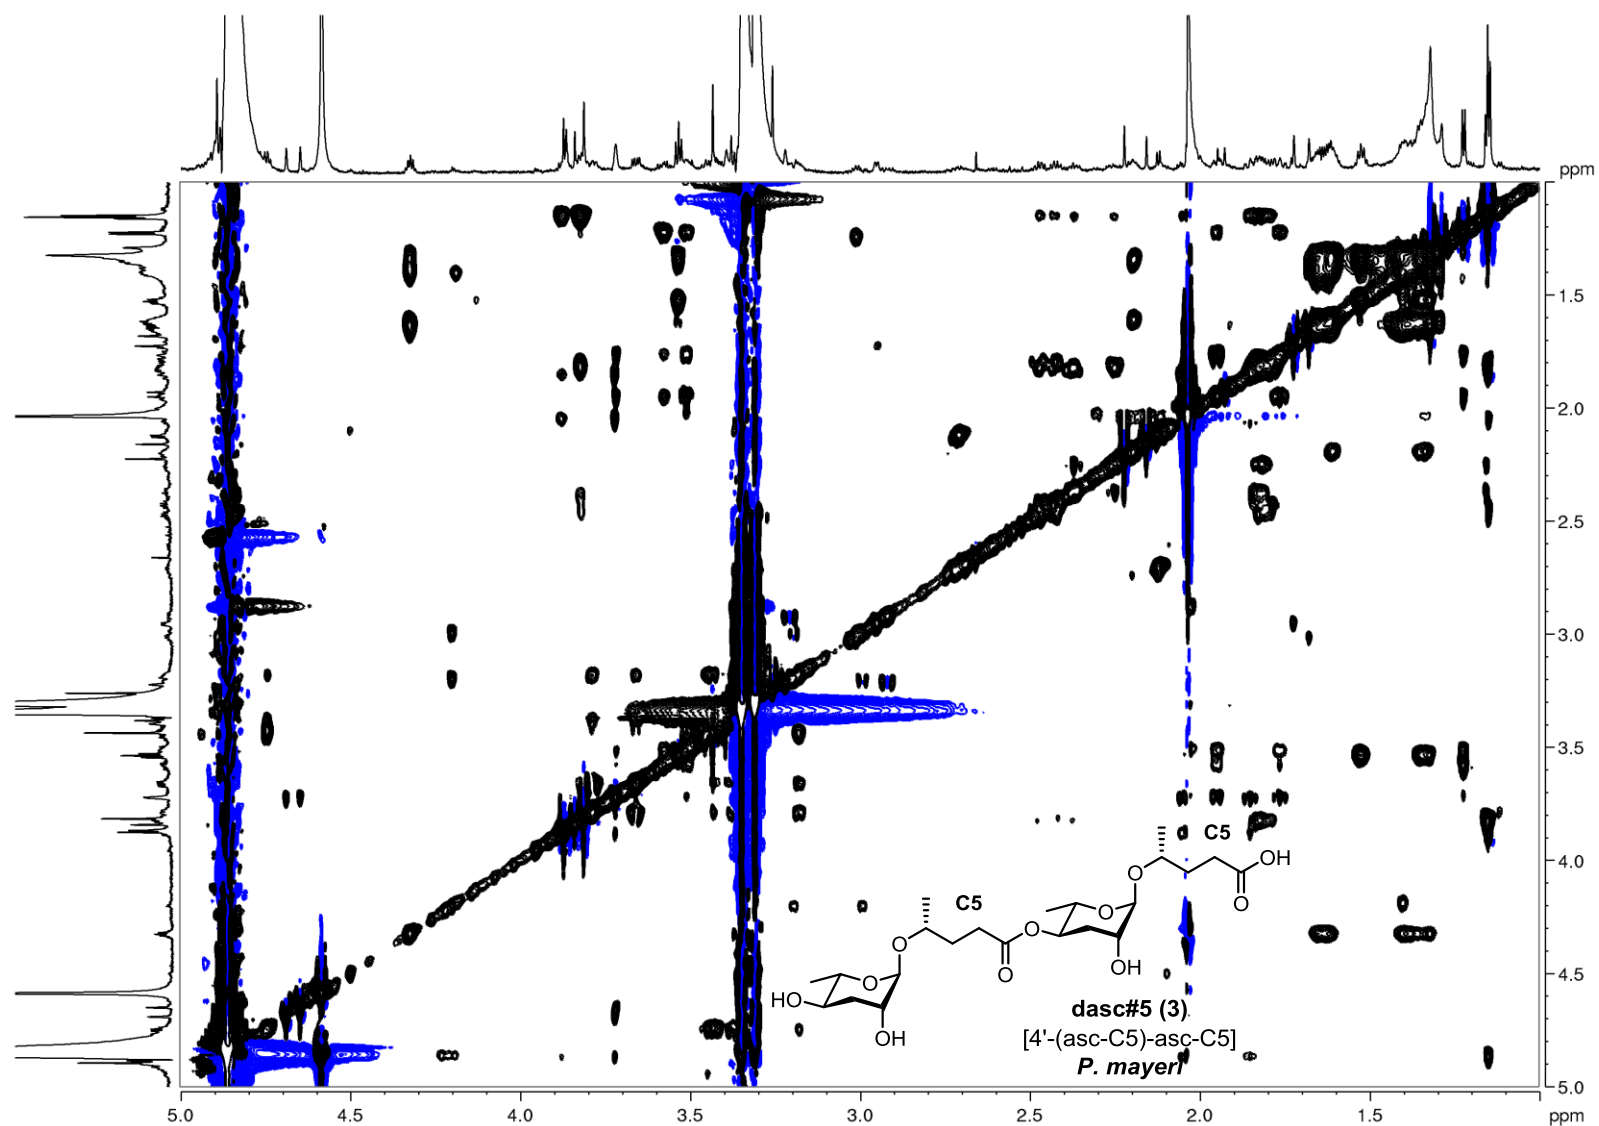 ppm
1.5
2.0
2.5
3.0
3.5
4.0
4.5
5.0
C5
OH
O
O
C5
O
O
O
O
OH
O
HO
OH
dasc#5 (3)
[4'-(asc-C5)-asc-C5]
P. mayeri
5.0 4.5 4.0 3.5 3.0 2.5 2.0 1.5 ppm